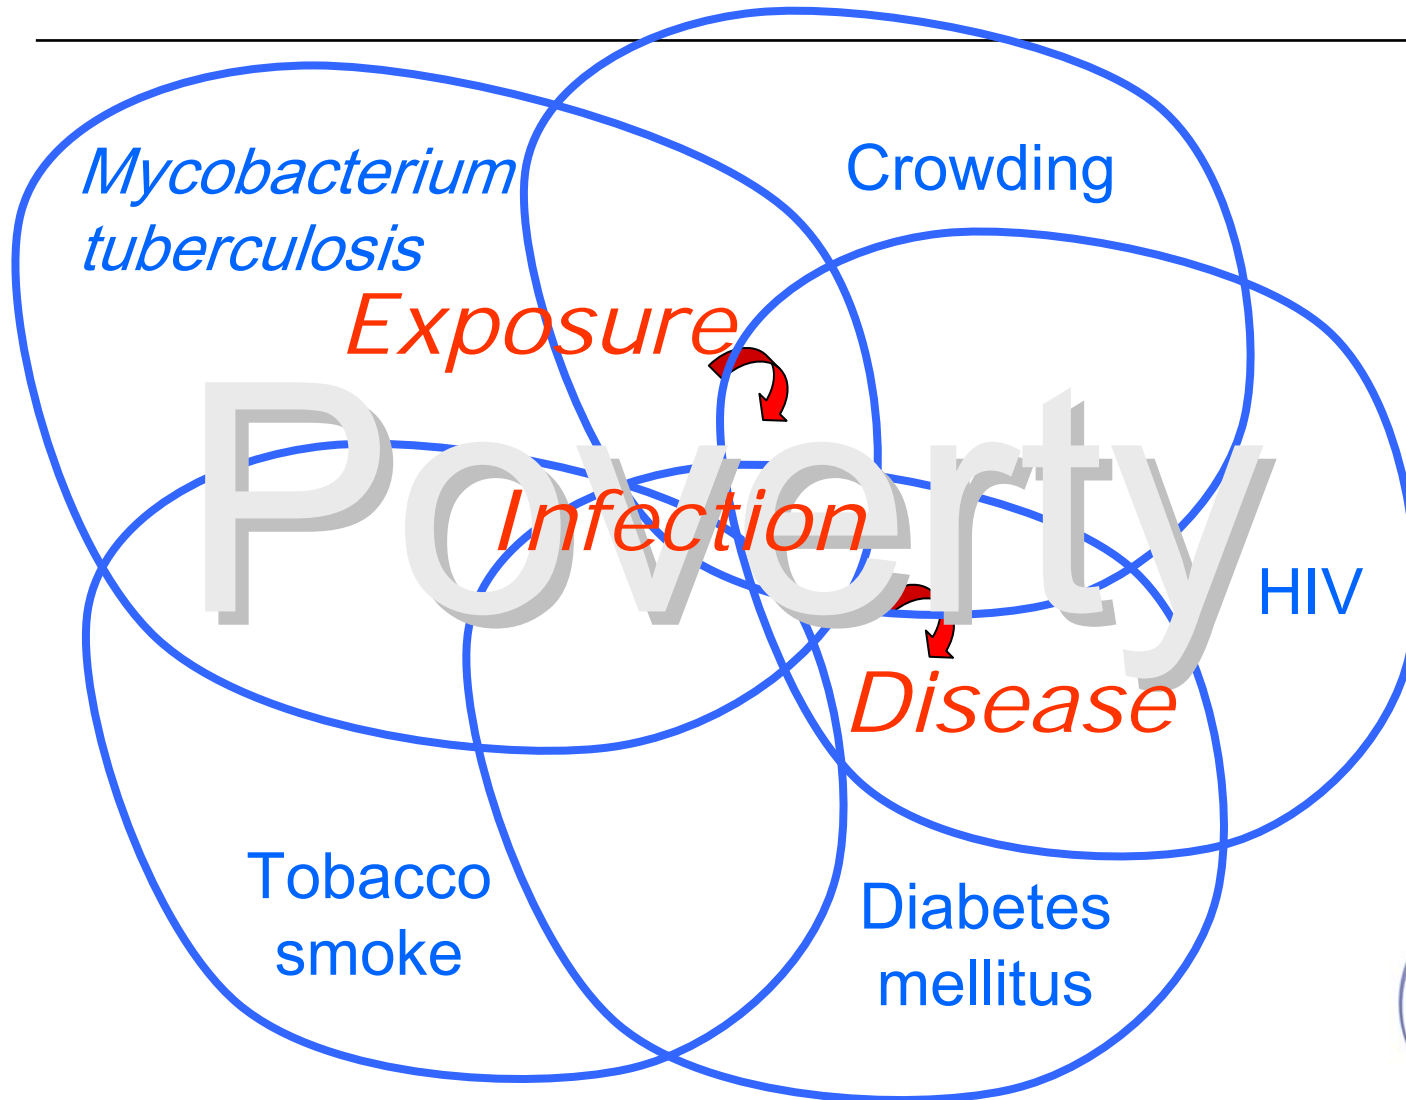 Mycobacterium
tuberculosis
Crowding
Exposure
Poverty
Infection
HIV
Disease
Tobacco
smoke
Diabetes
mellitus